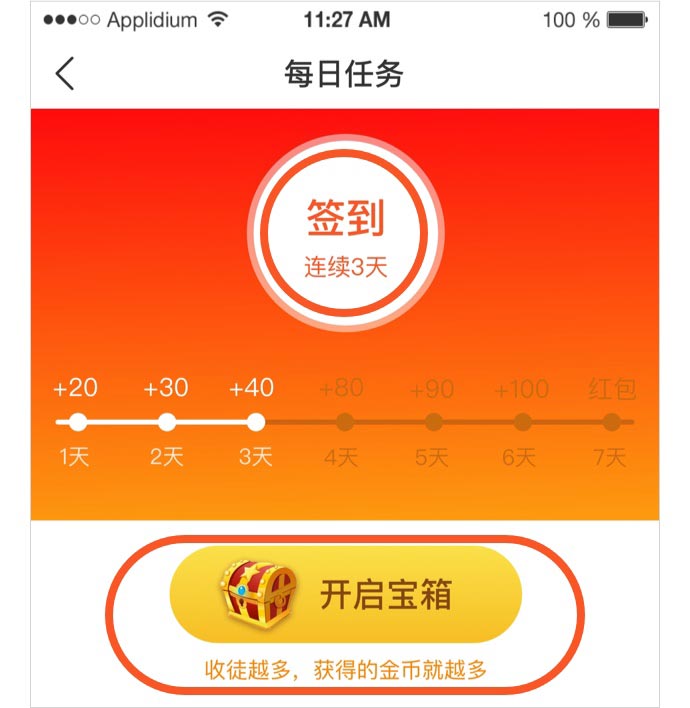 Applidium 11:27 AM 100 %
每日任务
签到
连续3天
+20 +30 +40 +80 +90 +100 红包
1天 2天 3天 4天 5天 6天 7天
开启宝箱
收徒越多，获得的金币就越多